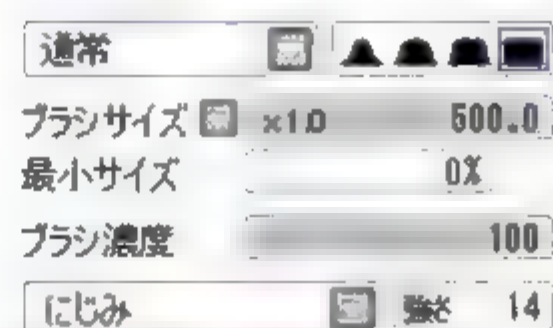 通常
ブラシサイズ ×1.0 500.0
最小サイズ 0%
ブラシ濃度 100
にじみ 強さ 14